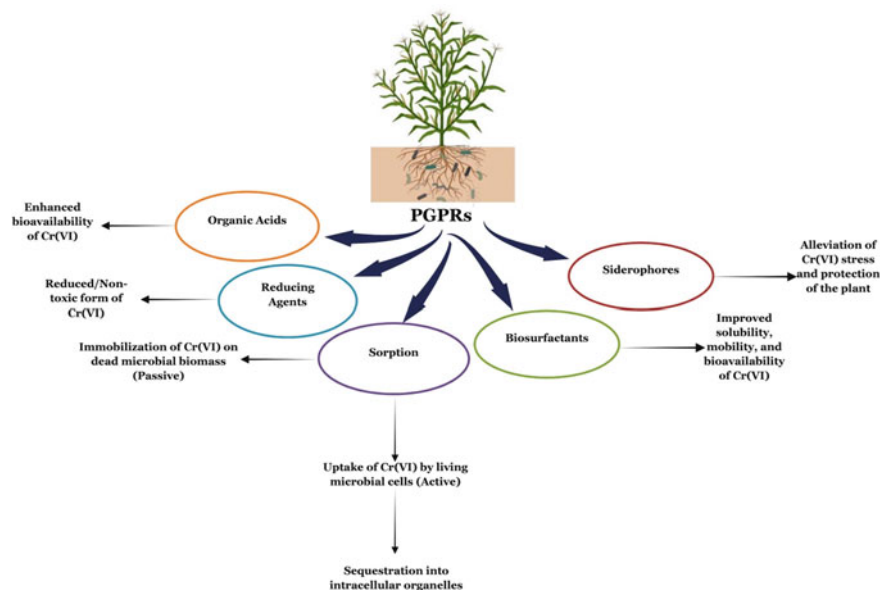 PGPRs
Organic Acids
Enhanced
bioavailability
of Cr(VI)
Reducing
Agents
Reduced/Non-
toxic form of
Cr(VI)
Sorption
Immobilization of Cr(VI) on
dead microbial biomass
(Passive)
Uptake of Cr(VI) by living
microbial cells (Active)
Sequestration into
intracellular organelles
Biosurfactants
Improved
solubility,
mobility, and
bioavailability
of Cr(VI)
Siderophores
Alleviation of
Cr(VI) stress
and protection
of the plant